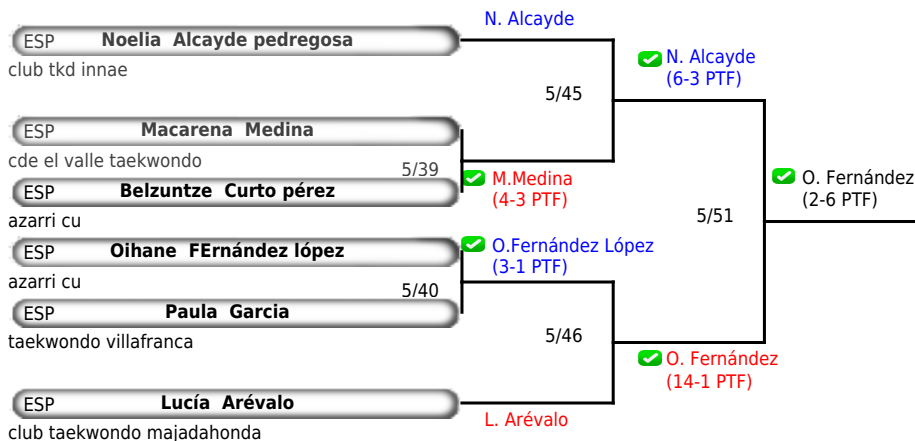 N. Alcayde
ESP Noelia Alcayde pedregosa
club tkd innae
N. Alcayde
(6-3 PTF)
5/45
ESP Macarena Medina
cde el valle taekwondo
5/39
M.Medina
(4-3 PTF)
O. Fernández
(2-6 PTF)
ESP Belzuntze Curto pérez
azarri cu
5/51
ESP Oihane FErnández lópez
azarri cu
O.Fernández López
(3-1 PTF)
5/40
ESP Paula Garcia
taekwondo villafranca
5/46
O. Fernández
(14-1 PTF)
ESP Lucía Arévalo
L. Arévalo
club taekwondo majadahonda